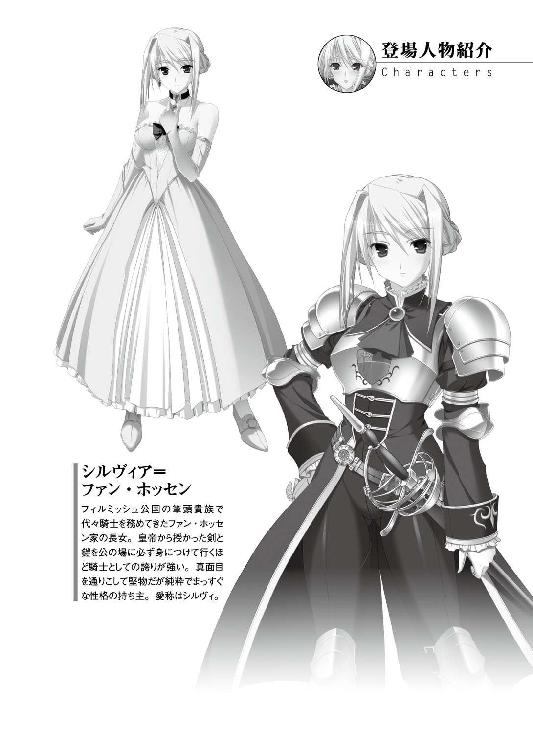 登場人物紹介
Characters
シルヴィア＝
ファン・ホッセン
フィルミッシュ公国の筆頭貴族で
代々騎士を務めてきたファン・ホッセ
ン家の長女。皇帝から授かった剣と
鎧を公の場に必ず身につけて行くほ
ど騎士としての誇りが強い。真面目
を通りこして堅物だが純粋でまっすぐ
な性格の持ち主。愛称はシルヴィ。